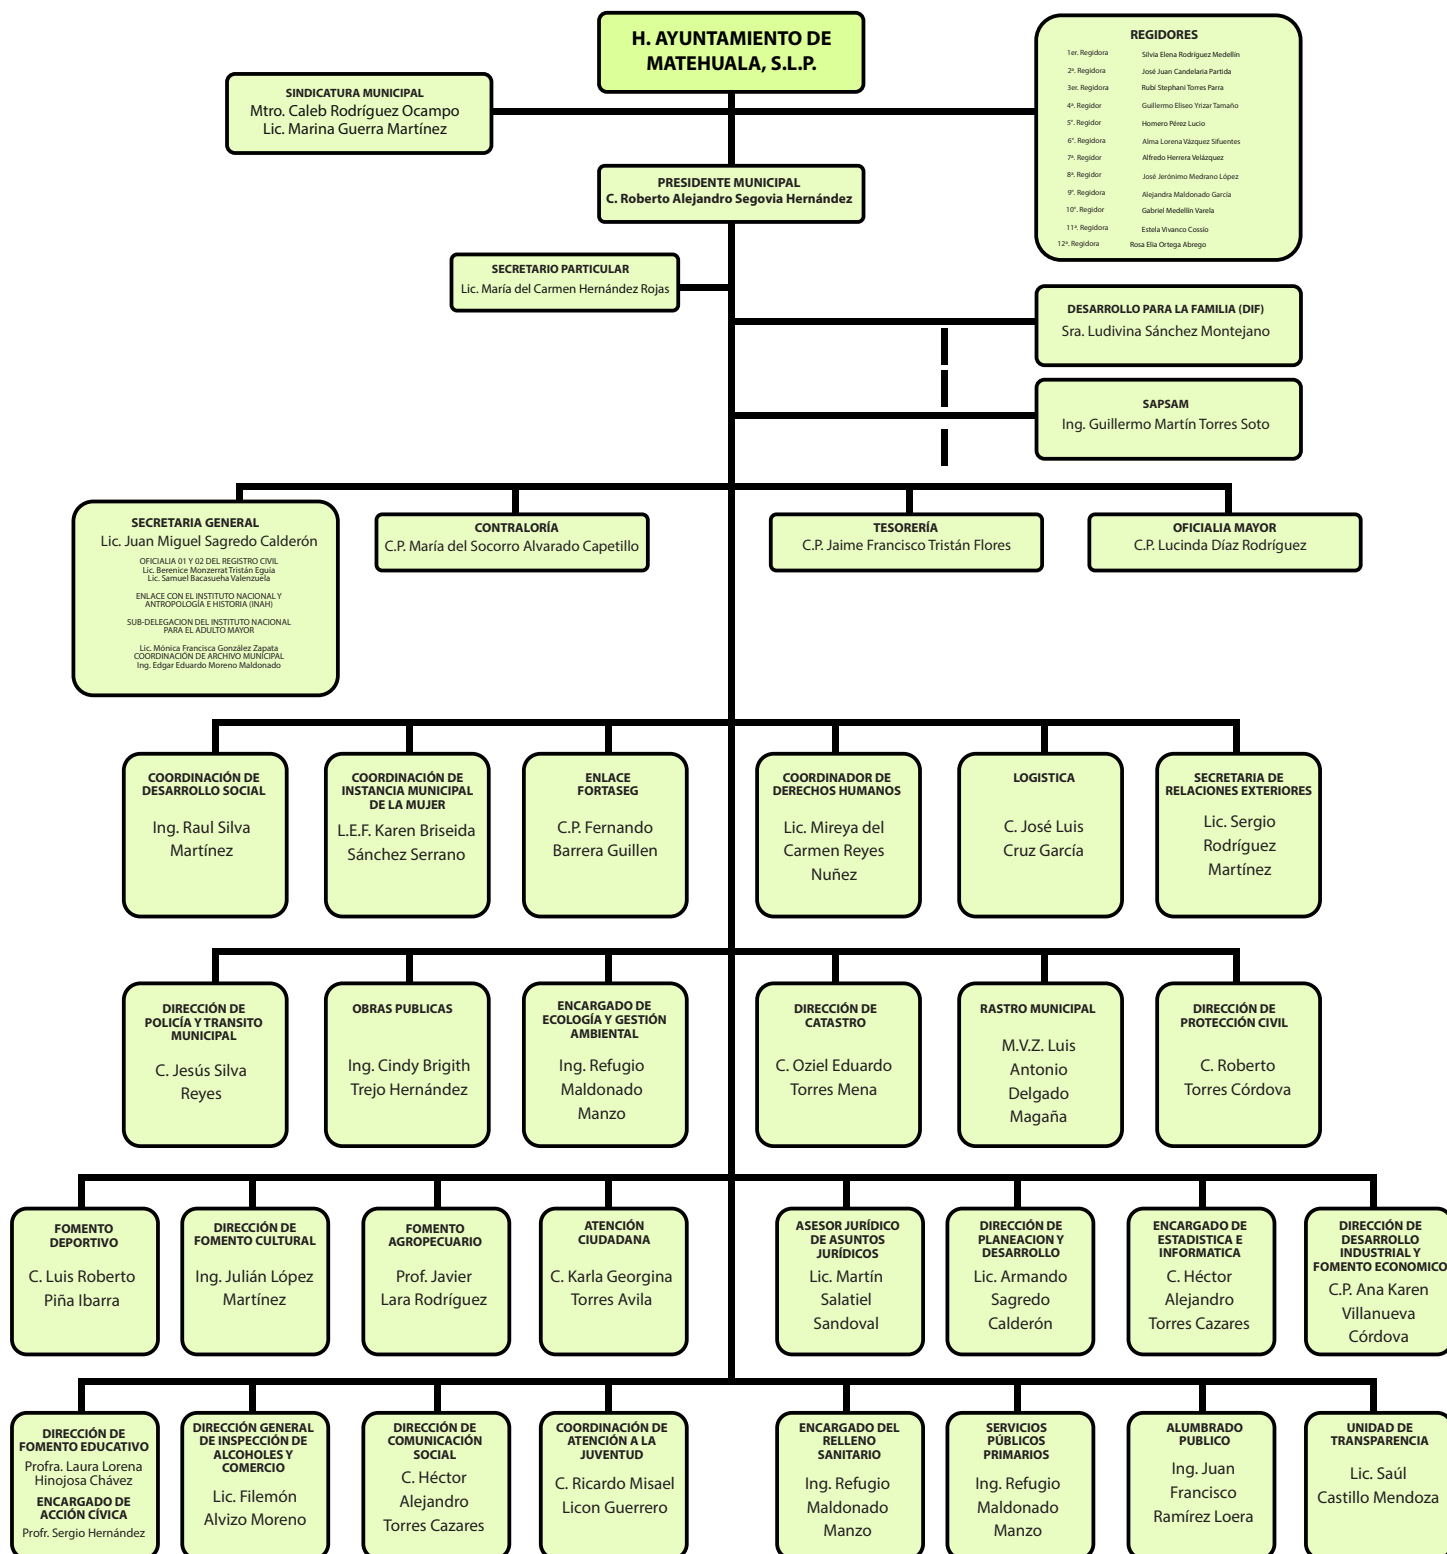 H. AYUNTAMIENTO DE
MATEHUALA, S.L.P.
SINDICATURA MUNICIPAL
Mtro. Caleb Rodríguez Ocampo
Lic. Marina Guerra Martínez
REGIDORES
1er. Regidora Silvia Elena Rodríguez Medellín
2ª. Regidora José Juan Candelaria Partida
3er. Regidora Rubí Stephani Torres Parra
4ª. Regidor Guillermo Eliseo Yrizar Tamaño
5°. Regidor Homero Pérez Lucio
6°. Regidora Alma Lorena Vázquez Sifuentes
7ª. Regidor Alfredo Herrera Velázquez
8ª. Regidor José Jerónimo Medrano López
9°. Regidora Alejandra Maldonado García
10°. Regidor Gabriel Medellín Varela
11ª. Regidora Estela Vivanco Cossío
12ª. Regidora Rosa Elia Ortega Abrego
PRESIDENTE MUNICIPAL
C. Roberto Alejandro Segovia Hernández
SECRETARIO PARTICULAR
Lic. María del Carmen Hernández Rojas
DESARROLLO PARA LA FAMILIA (DIF)
Sra. Ludivina Sánchez Montejano
SAPSAM
Ing. Guillermo Martín Torres Soto
SECRETARIA GENERAL
Lic. Juan Miguel Sagredo Calderón
OFICIALIA 01 Y 02 DEL REGISTRO CIVIL
Lic. Berenice Monzerrat Tristán Eguia
Lic. Samuel Bacasueha Valenzuela
ENLACE CON EL INSTITUTO NACIONAL Y
ANTROPOLOGÍA E HISTORIA (INAH)
SUB-DELEGACION DEL INSTITUTO NACIONAL
PARA EL ADULTO MAYOR
Lic. Mónica Francisca González Zapata
COORDINACIÓN DE ARCHIVO MUNICIPAL
Ing. Edgar Eduardo Moreno Maldonado
CONTRALORÍA
C.P. María del Socorro Alvarado Capetillo
TESORERÍA
C.P. Jaime Francisco Tristán Flores
OFICIALIA MAYOR
C.P. Lucinda Díaz Rodríguez
COORDINACIÓN DE
DESARROLLO SOCIAL
Ing. Raul Silva
Martínez
COORDINACIÓN DE
INSTANCIA MUNICIPAL
DE LA MUJER
L.E.F. Karen Briseida
Sánchez Serrano
ENLACE
FORTASEG
C.P. Fernando
Barrera Guillen
COORDINADOR DE
DERECHOS HUMANOS
Lic. Mireya del
Carmen Reyes
Nuñez
LOGISTICA
C. José Luis
Cruz García
SECRETARIA DE
RELACIONES EXTERIORES
Lic. Sergio
Rodríguez
Martínez
DIRECCIÓN DE
POLICÍA Y TRANSITO
MUNICIPAL
C. Jesús Silva
Reyes
OBRAS PUBLICAS
Ing. Cindy Brigith
Trejo Hernández
ENCARGADO DE
ECOLOGÍA Y GESTIÓN
AMBIENTAL
Ing. Refugio
Maldonado
Manzo
DIRECCIÓN DE
CATASTRO
C. Oziel Eduardo
Torres Mena
RASTRO MUNICIPAL
M.V.Z. Luis
Antonio
Delgado
Magaña
DIRECCIÓN DE
PROTECCIÓN CIVIL
C. Roberto
Torres Córdova
FOMENTO
DEPORTIVO
C. Luis Roberto
Piña Ibarra
DIRECCIÓN DE
FOMENTO CULTURAL
Ing. Julián López
Martínez
FOMENTO
AGROPECUARIO
Prof. Javier
Lara Rodríguez
ATENCIÓN
CIUDADANA
C. Karla Georgina
Torres Avila
ASESOR JURÍDICO
DE ASUNTOS
JURÍDICOS
Lic. Martín
Salatiel
Sandoval
DIRECCIÓN DE
PLANEACION Y
DESARROLLO
Lic. Armando
Sagredo
Calderón
ENCARGADO DE
ESTADISTICA E
INFORMATICA
C. Héctor
Alejandro
Torres Cazares
DIRECCIÓN DE
DESARROLLO
INDUSTRIAL Y
FOMENTO ECONOMICO
C.P. Ana Karen
Villanueva
Córdova
DIRECCIÓN DE
FOMENTO EDUCATIVO
Profra. Laura Lorena
Hinojosa Chávez
ENCARGADO DE
ACCIÓN CÍVICA
Profr. Sergio Hernández
DIRECCIÓN GENERAL
DE INSPECCIÓN DE
ALCOHOLES Y
COMERCIO
Lic. Filemón
Alvizo Moreno
DIRECCIÓN DE
COMUNICACIÓN
SOCIAL
C. Héctor
Alejandro
Torres Cazares
COORDINACIÓN DE
ATENCIÓN A LA
JUVENTUD
C. Ricardo Misael
Licon Guerrero
ENCARGADO DEL
RELLENO
SANITARIO
Ing. Refugio
Maldonado
Manzo
SERVICIOS
PÚBLICOS
PRIMARIOS
Ing. Refugio
Maldonado
Manzo
ALUMBRADO
PUBLICO
Ing. Juan
Francisco
Ramírez Loera
UNIDAD DE
TRANSPARENCIA
Lic. Saúl
Castillo Mendoza